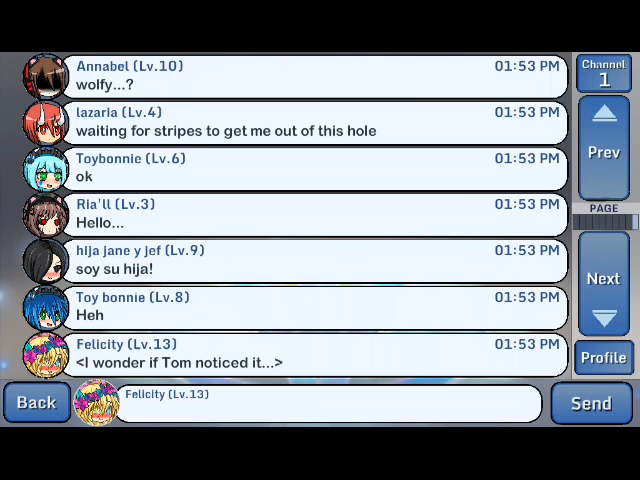 Annabel (Lv.10) 01:53 PM
wolfy...?
lazaria (Lv.4) 01:53 PM
waiting for stripes to get me out of this hole
Toybonnie (Lv.6) 01:53 PM
ok
Ria'll (Lv.3) 01:53 PM
Hello...
hija jane y jef (Lv.9) 01:53 PM
soy su hija!
Toy bonnie (Lv.8) 01:53 PM
Heh
Felicity (Lv.13) 01:53 PM
<I wonder if Tom noticed it...>
Channel
1
Prev
PAGE
Next
Profile
Back
Felicity (Lv.13)
Send